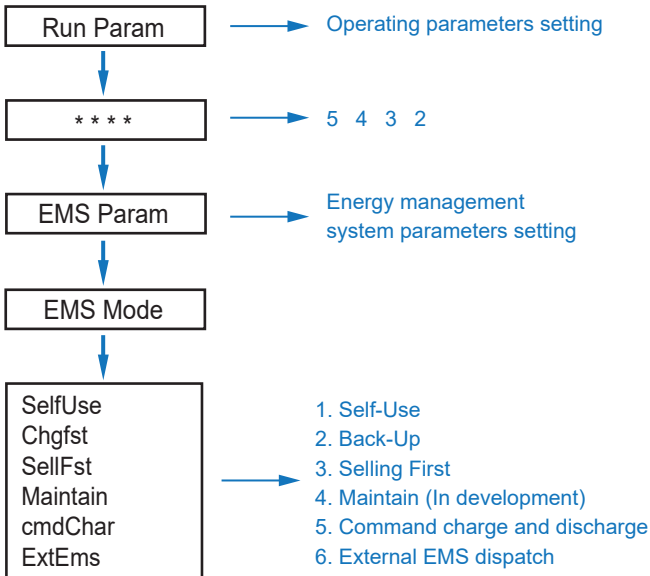 Run Param
Operating parameters setting
* * * *
5 4 3 2
EMS Param
Energy management
system parameters setting
EMS Mode
SelfUse
Chgfst
SellFst
Maintain
cmdChar
ExtEms
1. Self-Use
2. Back-Up
3. Selling First
4. Maintain (In development)
5. Command charge and discharge
6. External EMS dispatch